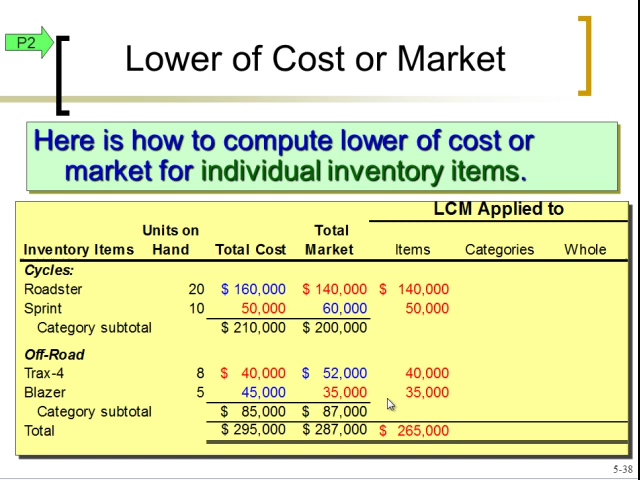 P2
Lower of Cost or Market
Here is how to compute lower of cost or
market for individual inventory items.
LCM Applied to
Units on Total
Inventory Items Hand Total Cost Market Items Categories Whole
Cycles:
Roadster 20 $ 160,000 $ 140,000 $ 140,000
Sprint 10 50,000 60,000 50,000
Category subtotal $ 210,000 $ 200,000
Off-Road
Trax-4 8 $ 40,000 $ 52,000 40,000
Blazer 5 45,000 35,000 35,000
Category subtotal $ 85,000 $ 87,000
Total $ 295,000 $ 287,000 $ 265,000
5-38